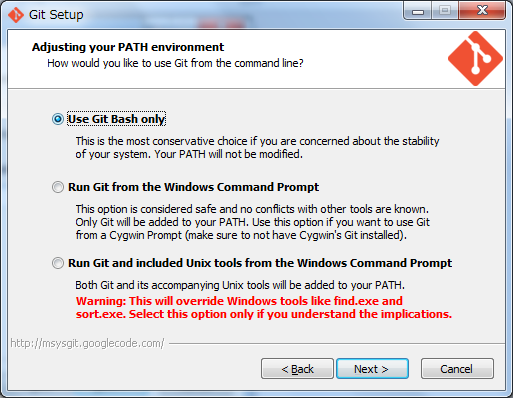 Git Setup
Adjusting your PATH environment
How would you like to use Git from the command line?
Use Git Bash only
This is the most conservative choice if you are concerned about the stability
of your system. Your PATH will not be modified.
Run Git from the Windows Command Prompt
This option is considered safe and no conflicts with other tools are known.
Only Git will be added to your PATH. Use this option if you want to use Git
from a Cygwin Prompt (make sure to not have Cygwin's Git installed).
Run Git and included Unix tools from the Windows Command Prompt
Both Git and its accompanying Unix tools will be added to your PATH.
Warning: This will override Windows tools like find.exe and
sort.exe. Select this option only if you understand the implications.
http://msysgit.googlecode.com/
< Back
Next >
Cancel